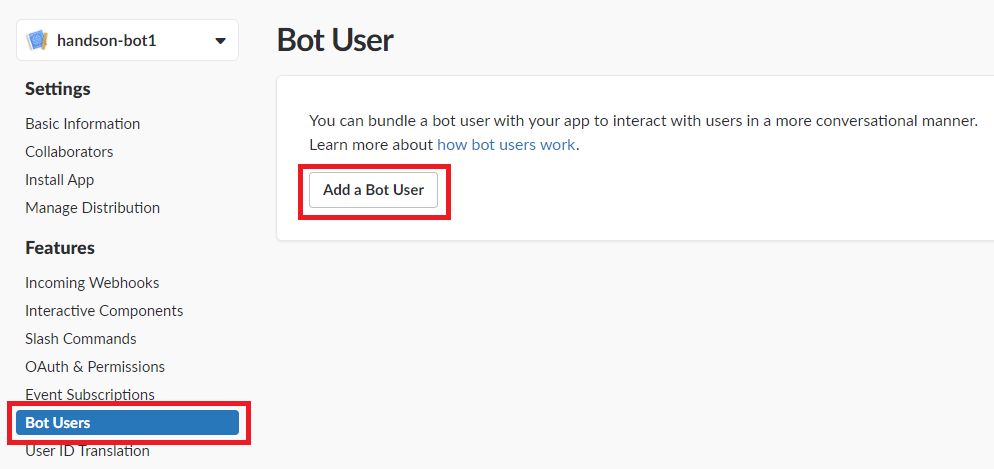 handson-bot1
Settings
Basic Information
Collaborators
Install App
Manage Distribution
Features
Incoming Webhooks
Interactive Components
Slash Commands
OAuth & Permissions
Event Subscriptions
Bot Users
User ID Translation
Bot User
You can bundle a bot user with your app to interact with users in a more conversational manner.
Learn more about how bot users work.
Add a Bot User